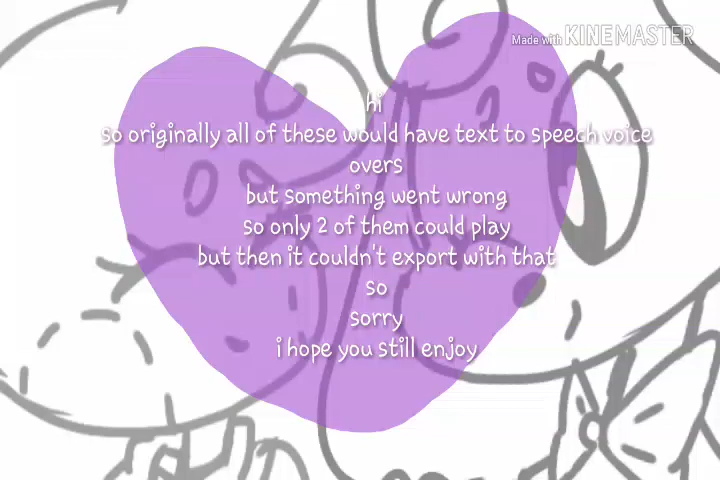 Made with KINEMASTER
hi
so originally all of these would have text to speech voice
overs
but something went wrong
so only 2 of them could play
but then it couldn't export with that
so
sorry
i hope you still enjoy